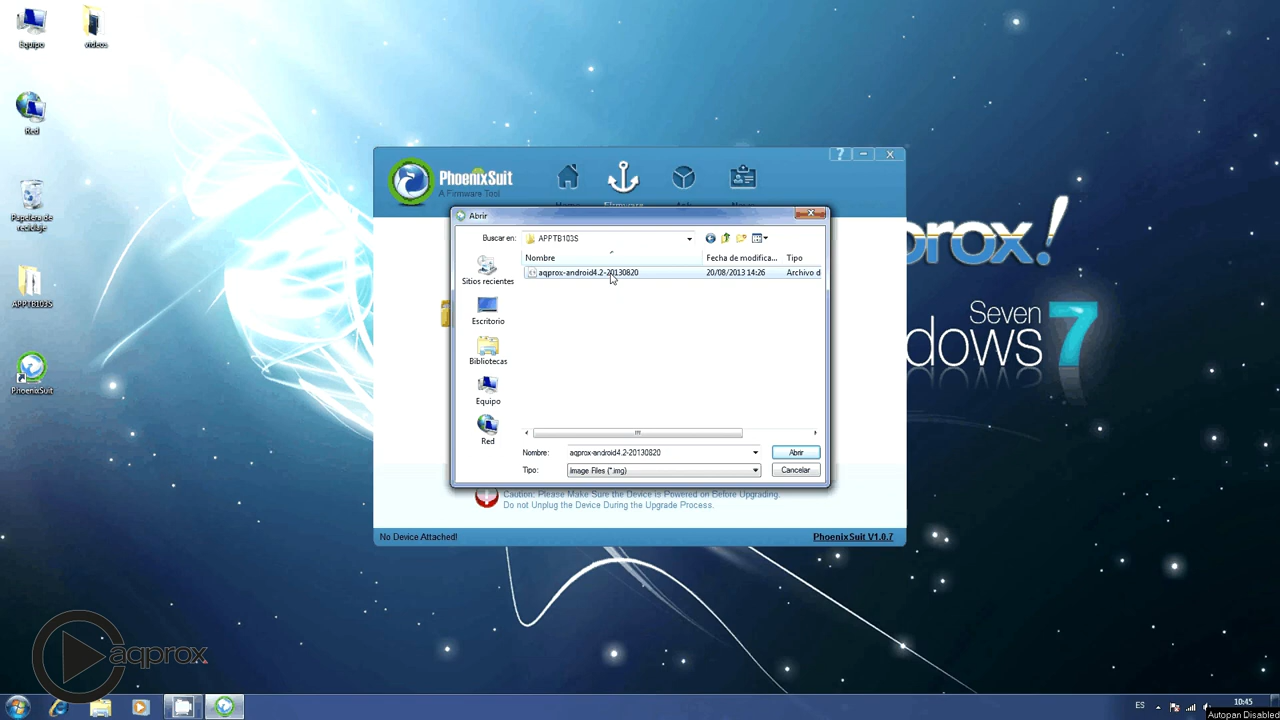 Equipo
videos
Red
Papelera de
reciclaje
APPTB103S
PhoenixSuit
PhoenixSuit
A Firmware Tool
?
Firmware
Abrir
Buscar en:
APPTB103S
Nombre
Fecha de modifica...
Tipo
aqprox-android4.2-20130820
20/08/2013 14:26
Archivo d
Sitios recientes
Escritorio
Bibliotecas
Equipo
Red
Nombre:
aqprox-android4.2-20130820
Abrir
Tipo:
Image Files (*.img)
Cancelar
Caution: Please Make Sure the Device is Powered on Before Upgrading.
Do not Unplug the Device During the Upgrade Process.
No Device Attached!
PhoenixSuit V1.0.7
prox!
Seven
dows 7
aqprox
ES
10:45
Autopan Disabled